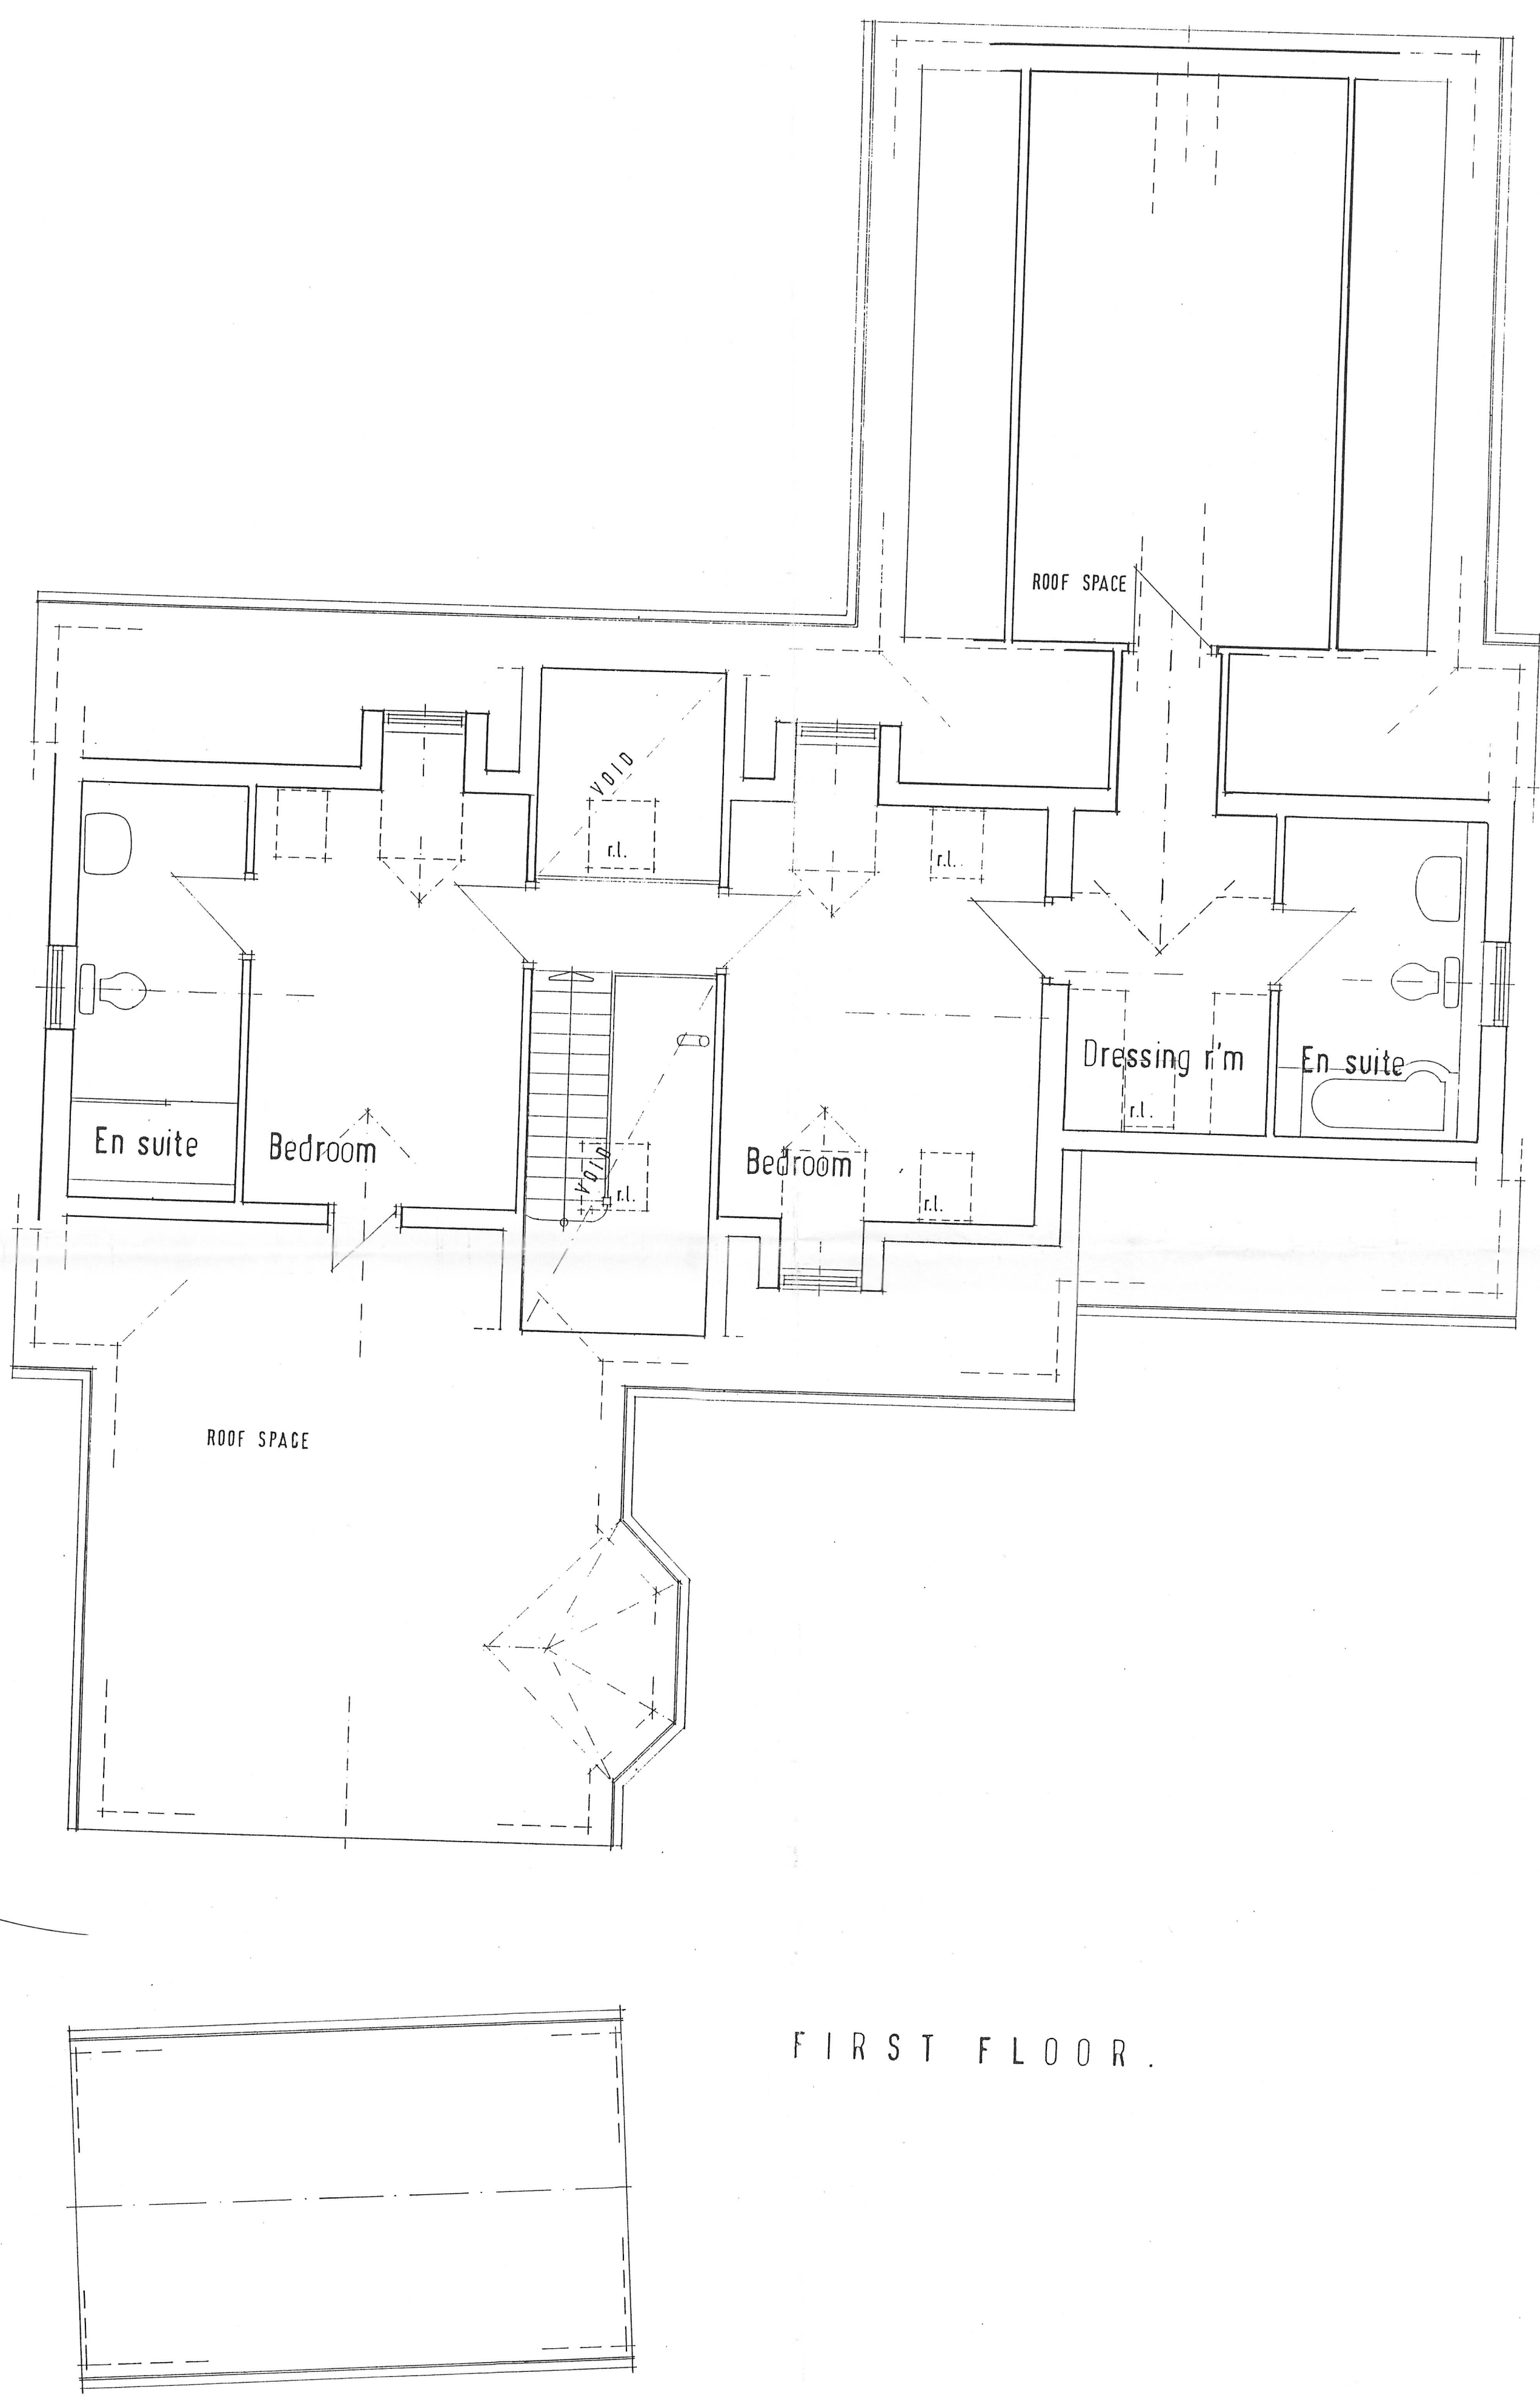 ROOF SPACE
VOID
r.l.
r.l.
Dressing r'm
En suite
r.l.
En suite
Bedroom
VOID
r.l.
Bedroom
r.l.
ROOF SPACE
FIRST FLOOR.